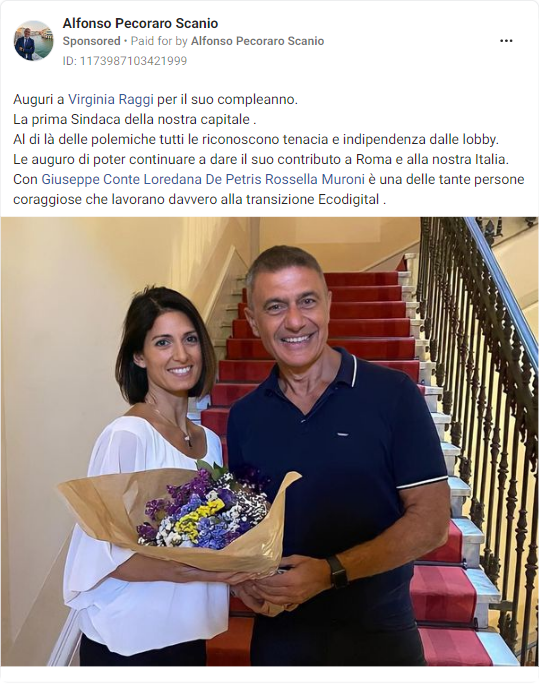 Alfonso Pecoraro Scanio
Sponsored • Paid for by Alfonso Pecoraro Scanio
ID: 1173987103421999
Auguri a Virginia Raggi per il suo compleanno.
La prima Sindaca della nostra capitale .
Al di là delle polemiche tutti le riconoscono tenacia e indipendenza dalle lobby.
Le auguro di poter continuare a dare il suo contributo a Roma e alla nostra Italia.
Con Giuseppe Conte Loredana De Petris Rossella Muroni è una delle tante persone
coraggiose che lavorano davvero alla transizione Ecodigital .